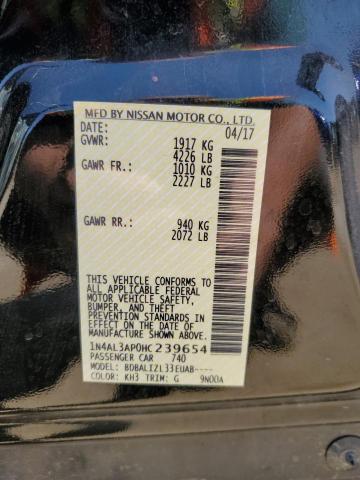 MFD BY NISSAN MOTOR CO., LTD.
DATE: 04/17
GVWR: 1917 KG
4226 LB
GAWR FR.: 1010 KG
2227 LB
GAWR RR.: 940 KG
2072 LB
THIS VEHICLE CONFORMS TO
ALL APPLICABLE FEDERAL
MOTOR VEHICLE SAFETY,
BUMPER, AND THEFT
PREVENTION STANDARDS IN
EFFECT ON THE DATE OF
MANUFACTURE SHOWN ABOVE.
1N4AL3AP0HC239654
PASSENGER CAR 740
MODEL: BDBALIZL33EUAB----
COLOR: KH3 TRIM: G 9N00A